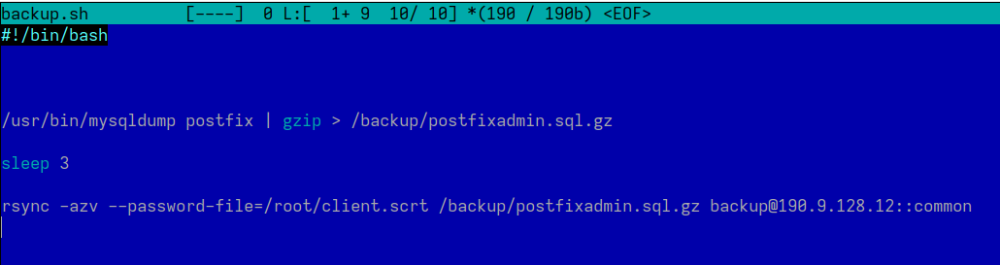 backup.sh [----] 0 L:[ 1+ 9 10/ 10] *(190 / 190b) <EOF>
#!/bin/bash
/usr/bin/mysqldump postfix | gzip > /backup/postfixadmin.sql.gz
sleep 3
rsync -azv --password-file=/root/client.scrt /backup/postfixadmin.sql.gz backup@190.9.128.12::common